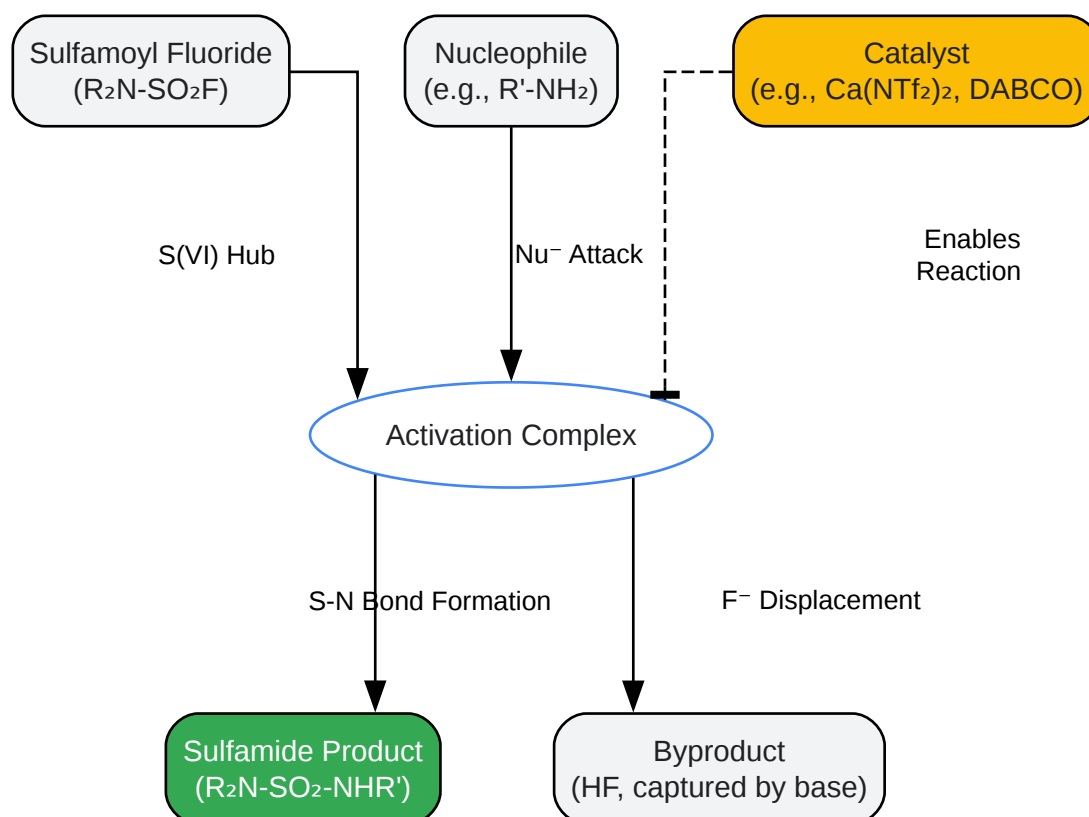 Sulfamoyl Fluoride
(R₂N-SO₂F)
Nucleophile
(e.g., R'-NH₂)
Catalyst
(e.g., Ca(NTf₂)₂, DABCO)
S(VI) Hub
Nu⁻ Attack
Enables
Reaction
Activation Complex
S-N Bond Formation
F⁻ Displacement
Sulfamide Product
(R₂N-SO₂-NHR')
Byproduct
(HF, captured by base)